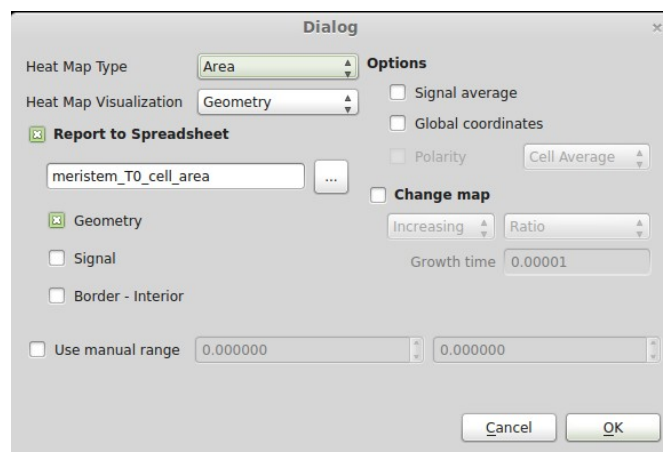 Dialog
Heat Map Type
Area
Heat Map Visualization
Geometry
Report to Spreadsheet
meristem_T0_cell_area
...
Geometry
Signal
Border - Interior
Options
Signal average
Global coordinates
Polarity
Cell Average
Change map
Increasing
Ratio
Growth time
0.00001
Use manual range
0.000000
0.000000
Cancel
OK